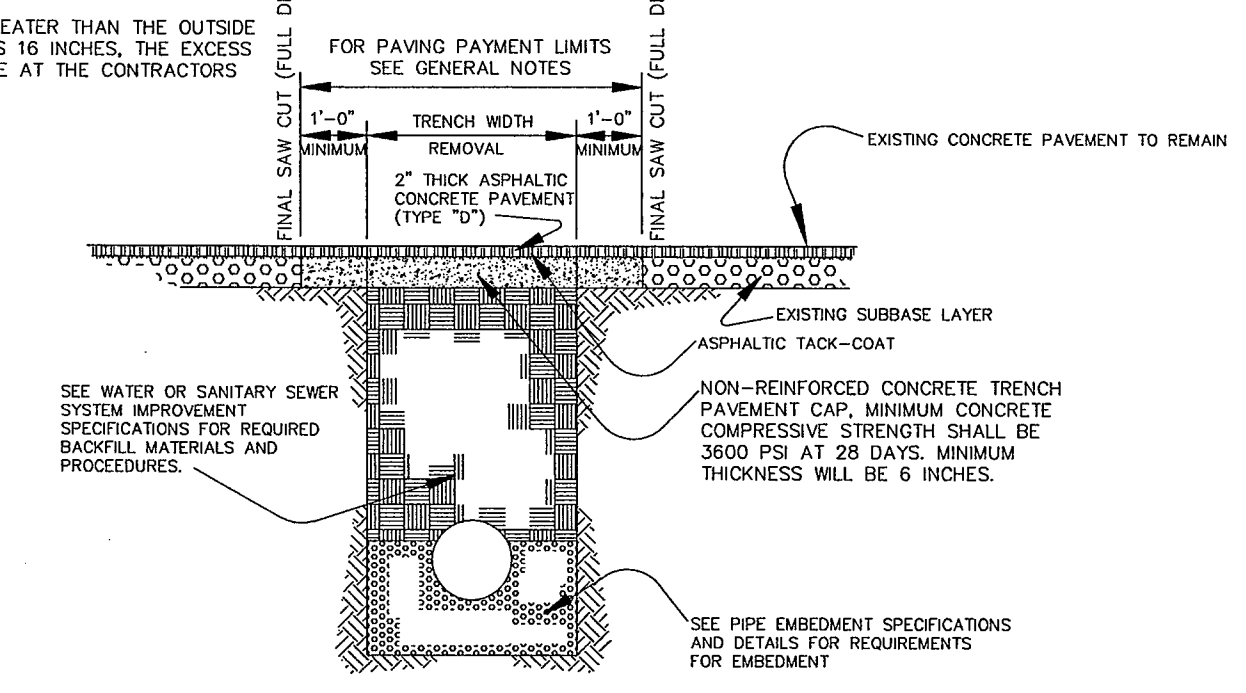 EATER THAN THE OUTSIDE
S 16 INCHES, THE EXCESS
E AT THE CONTRACTORS
FINAL SAW CUT (FULL DE
FOR PAVING PAYMENT LIMITS
SEE GENERAL NOTES
FINAL SAW CUT (FULL DE
1'-0"
MINIMUM
TRENCH WIDTH
REMOVAL
1'-0"
MINIMUM
2" THICK ASPHALTIC
CONCRETE PAVEMENT
(TYPE "D")
EXISTING CONCRETE PAVEMENT TO REMAIN
EXISTING SUBBASE LAYER
ASPHALTIC TACK-COAT
NON-REINFORCED CONCRETE TRENCH
PAVEMENT CAP, MINIMUM CONCRETE
COMPRESSIVE STRENGTH SHALL BE
3600 PSI AT 28 DAYS. MINIMUM
THICKNESS WILL BE 6 INCHES.
SEE WATER OR SANITARY SEWER
SYSTEM IMPROVEMENT
SPECIFICATIONS FOR REQUIRED
BACKFILL MATERIALS AND
PROCEEDURES.
SEE PIPE EMBEDMENT SPECIFICATIONS
AND DETAILS FOR REQUIREMENTS
FOR EMBEDMENT